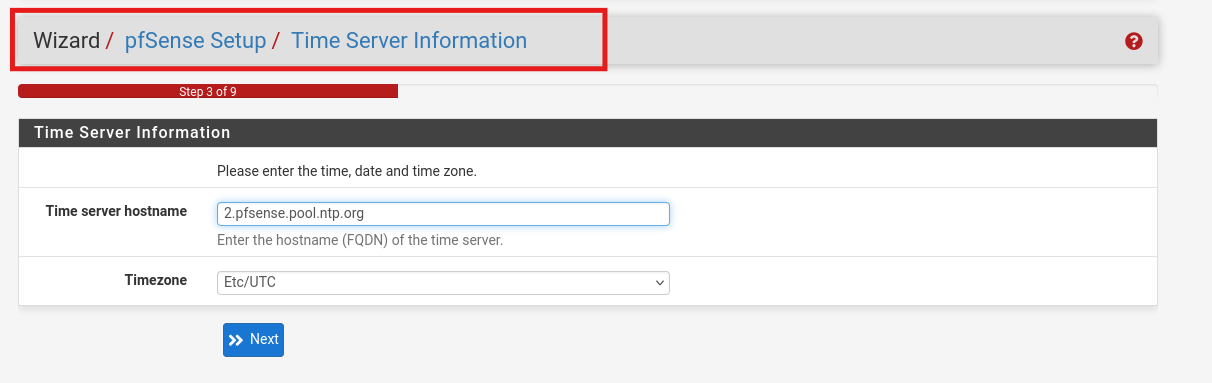 Wizard / pfSense Setup / Time Server Information
Step 3 of 9
Time Server Information
Please enter the time, date and time zone.
Time server hostname
2.pfsense.pool.ntp.org
Enter the hostname (FQDN) of the time server.
Timezone
Etc/UTC
Next